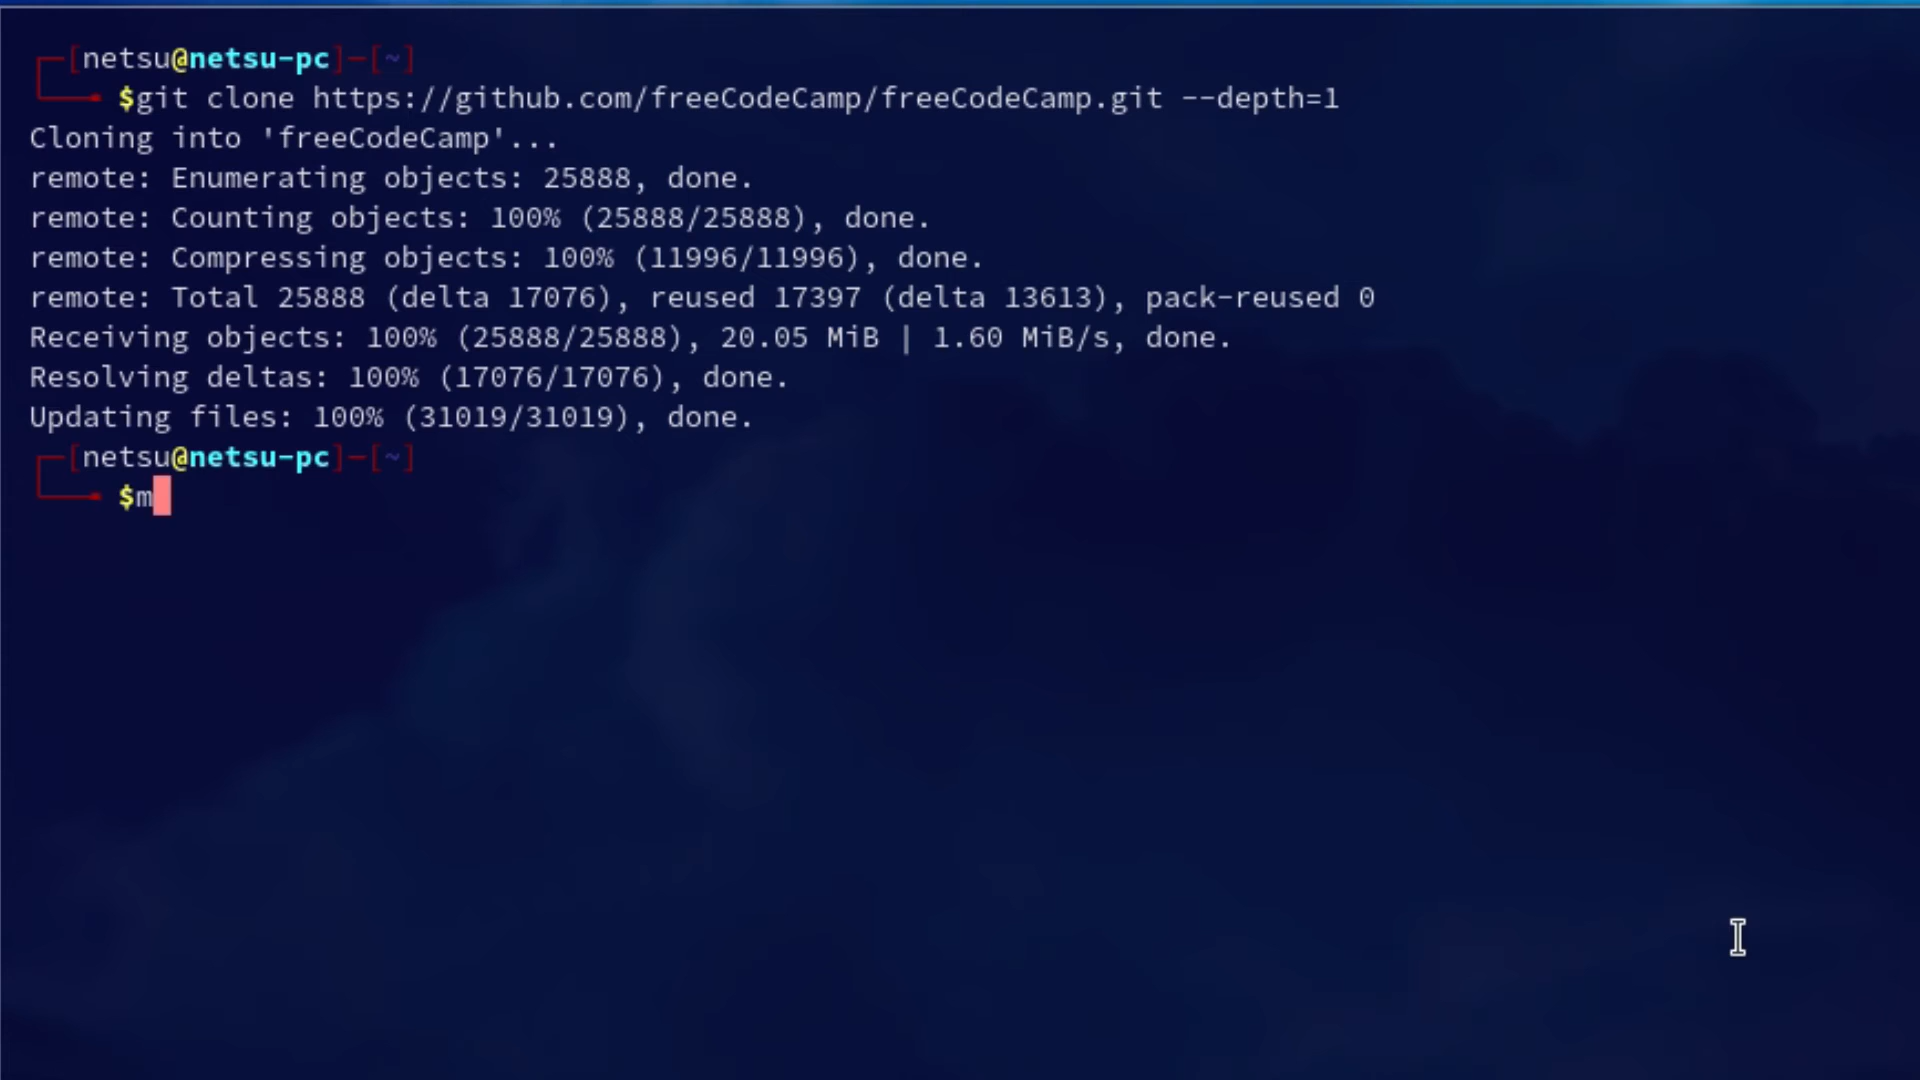 ┌─[netsu@netsu-pc]─[~]
└──╼ $git clone https://github.com/freeCodeCamp/freeCodeCamp.git --depth=1
Cloning into 'freeCodeCamp'...
remote: Enumerating objects: 25888, done.
remote: Counting objects: 100% (25888/25888), done.
remote: Compressing objects: 100% (11996/11996), done.
remote: Total 25888 (delta 17076), reused 17397 (delta 13613), pack-reused 0
Receiving objects: 100% (25888/25888), 20.05 MiB | 1.60 MiB/s, done.
Resolving deltas: 100% (17076/17076), done.
Updating files: 100% (31019/31019), done.
┌─[netsu@netsu-pc]─[~]
└──╼ $m